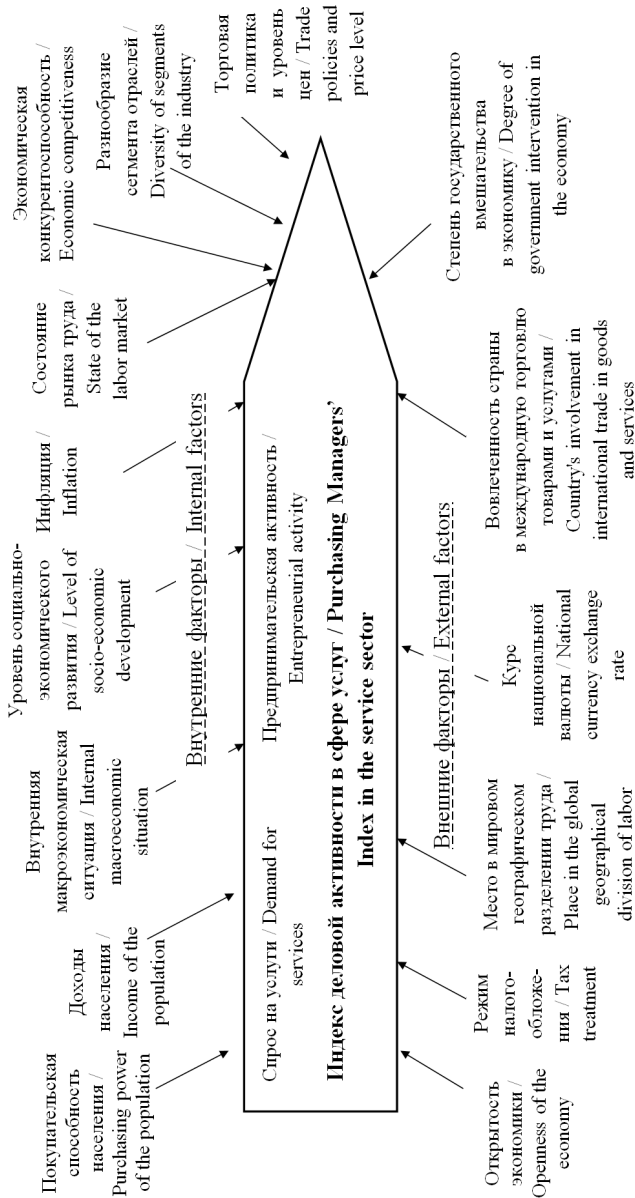 Покупательская
способность
населения /
Purchasing power
of the population
Доходы
населения /
Income of the
population
Внутренняя
макроэкономическая
ситуация / Internal
macroeconomic
situation
Уровень социально-
экономического
развития / Level of
socio-economic
development
Инфляция /
Inflation
Состояние
рынка труда /
State of the
labor market
Экономическая
конкурентоспособность /
Economic competitiveness
Разнообразие
сегмента отраслей /
Diversity of segments
of the industry
Торговая
политика
и уровень
цен / Trade
policies and
price level
Внутренние факторы / Internal factors
Спрос на услуги / Demand for
services
Предпринимательская активность /
Entrepreneurial activity
Индекс деловой активности в сфере услуг / Purchasing Managers’
Index in the service sector
Внешние факторы / External factors
Открытость
экономики /
Openness of the
economy
Режим
налого-
обложе-
ния / Tax
treatment
Место в мировом
географическом
разделении труда /
Place in the global
geographical
division of labor
/
Курс
национальной
валюты / National
currency exchange
rate
Вовлеченность страны
в международную торговлю
товарами и услугами /
Country's involvement in
international trade in goods
and services
Степень государственного
вмешательства
в экономику / Degree of
government intervention in
the economy